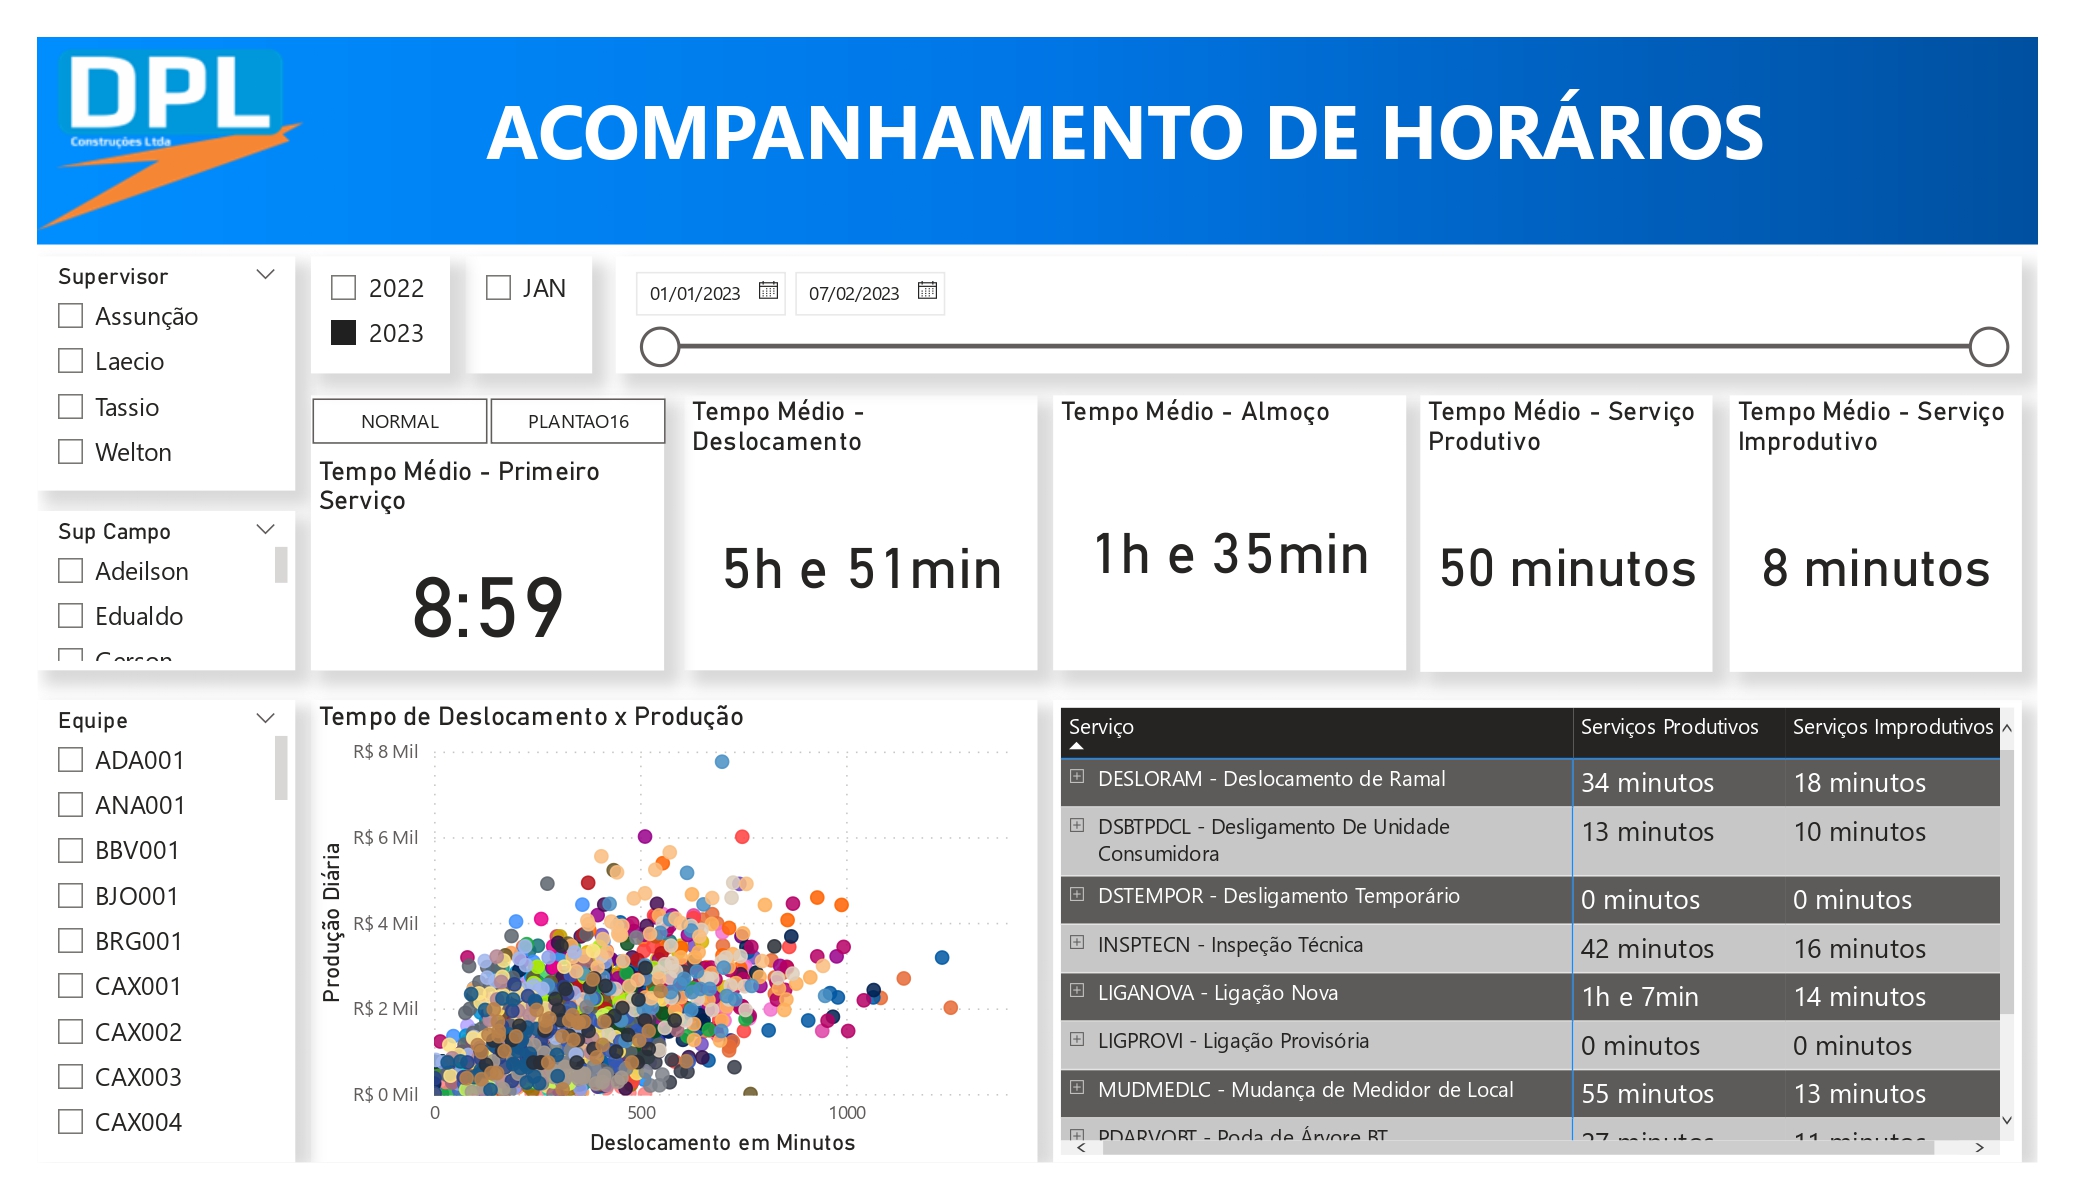 DPL
Construções Ltda
ACOMPANHAMENTO DE HORÁRIOS
Supervisor
Assunção
Laecio
Tassio
Welton
2022
2023
JAN
01/01/2023
07/02/2023
Sup Campo
Adeilson
Edualdo
Gerson
NORMAL
PLANTAO16
Tempo Médio - Primeiro
Serviço
8:59
Tempo Médio -
Deslocamento
5h e 51min
Tempo Médio - Almoço
1h e 35min
Tempo Médio - Serviço
Produtivo
50 minutos
Tempo Médio - Serviço
Improdutivo
8 minutos
Equipe
ADA001
ANA001
BBV001
BJO001
BRG001
CAX001
CAX002
CAX003
CAX004
Tempo de Deslocamento x Produção
Produção Diária
R$ 8 Mil
R$ 6 Mil
R$ 4 Mil
R$ 2 Mil
R$ 0 Mil
0 500 1000
Deslocamento em Minutos
Serviço Serviços Produtivos Serviços Improdutivos
DESLORAM - Deslocamento de Ramal 34 minutos 18 minutos
DSBTPDCL - Desligamento De Unidade 13 minutos 10 minutos
Consumidora
DSTEMPOR - Desligamento Temporário 0 minutos 0 minutos
INSPTECN - Inspeção Técnica 42 minutos 16 minutos
LIGANOVA - Ligação Nova 1h e 7min 14 minutos
LIGPROVI - Ligação Provisória 0 minutos 0 minutos
MUDMEDLC - Mudança de Medidor de Local 55 minutos 13 minutos
PDARVOBT - Poda de Árvore BT 27 minutos 11 minutos